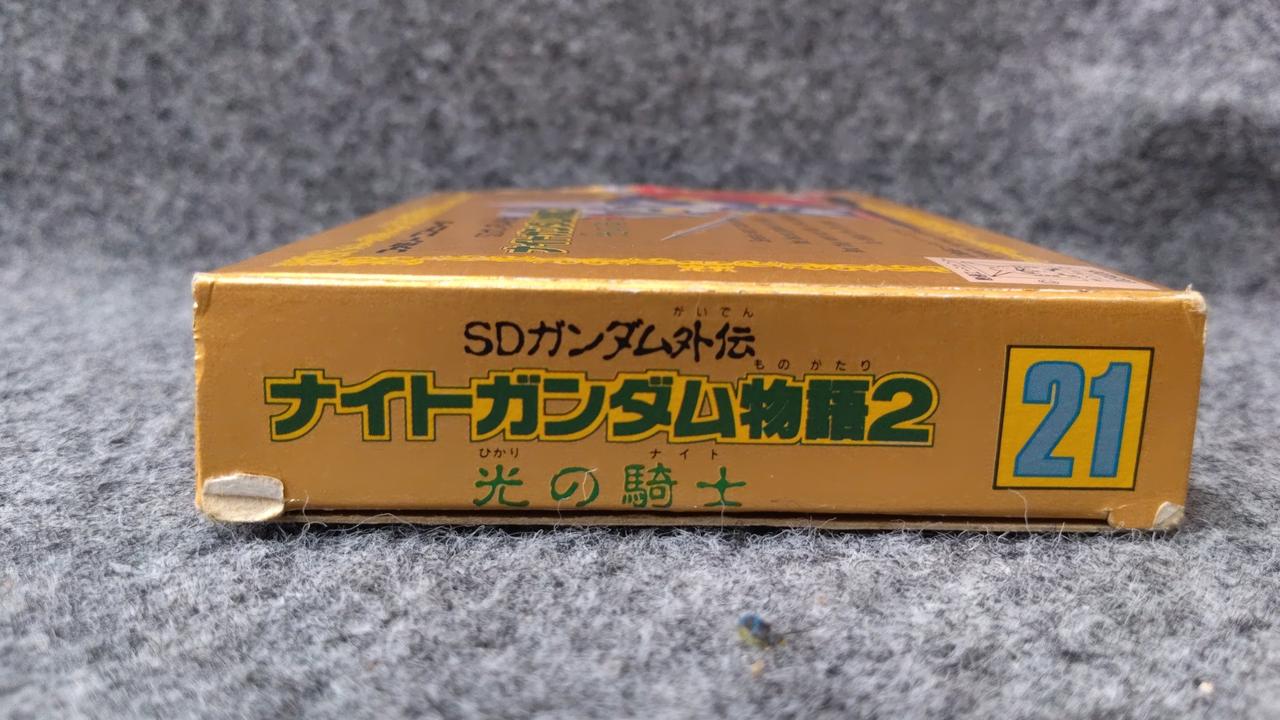 がいでん
SDガンダム外伝
ものがたり
ナイトガンダム物語2
ひかり ナイト
光の騎士
21